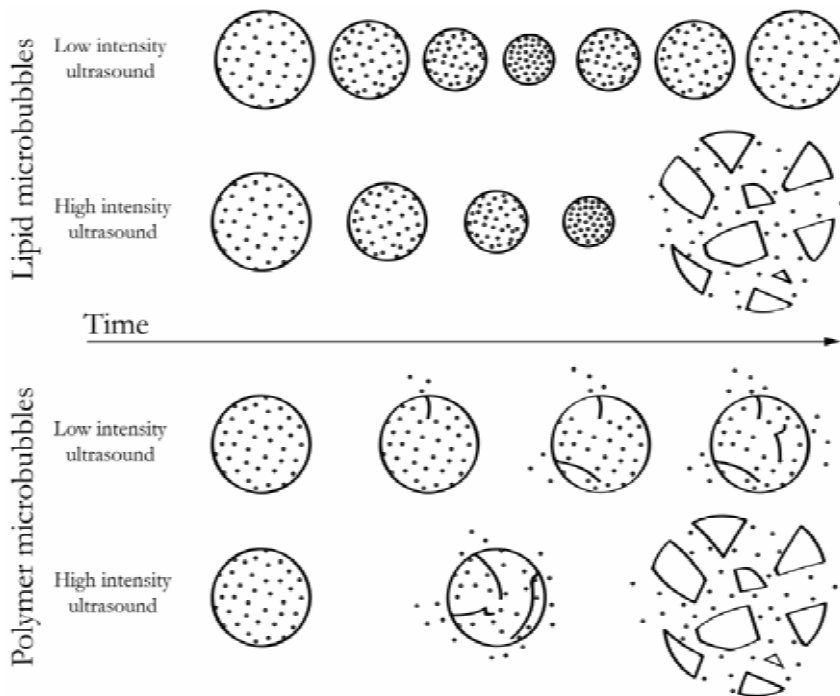 Lipid microbubbles
Low intensity
ultrasound
High intensity
ultrasound
Time
Polymer microbubbles
Low intensity
ultrasound
High intensity
ultrasound